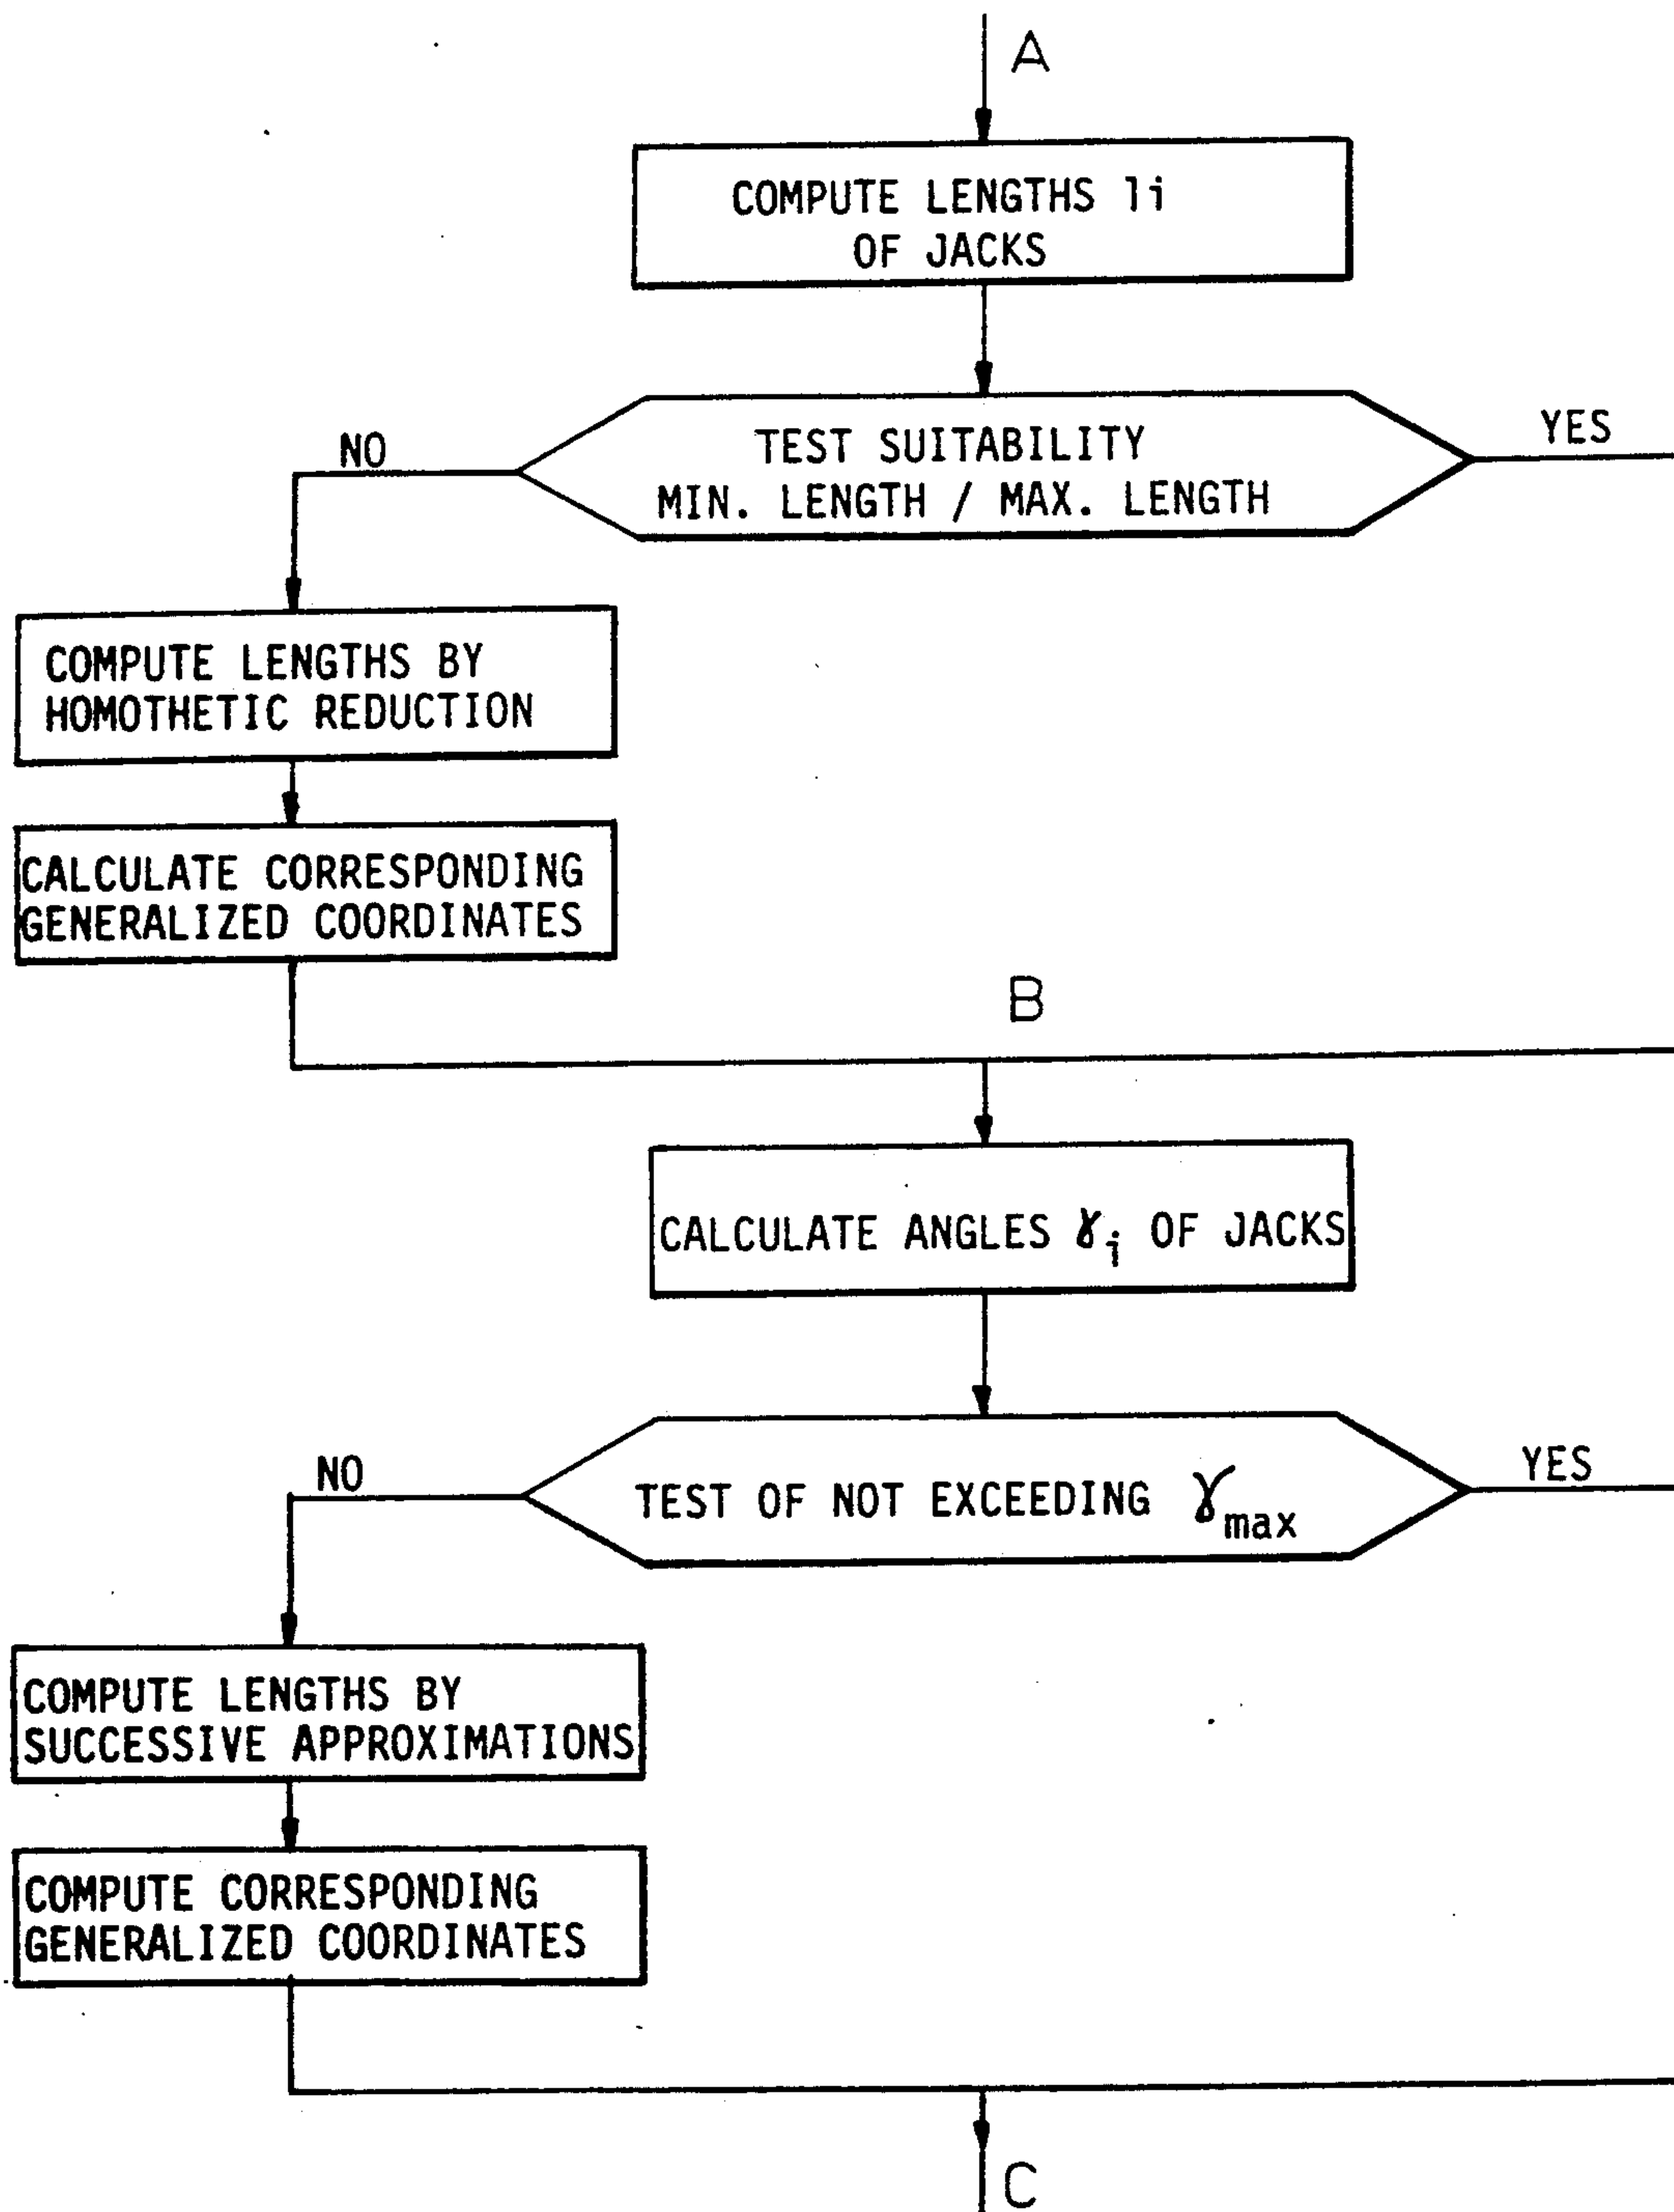 A
COMPUTE LENGTHS li
OF JACKS
TEST SUITABILITY
MIN. LENGTH / MAX. LENGTH
NO
YES
COMPUTE LENGTHS BY
HOMOTHETIC REDUCTION
CALCULATE CORRESPONDING
GENERALIZED COORDINATES
B
CALCULATE ANGLES γi OF JACKS
TEST OF NOT EXCEEDING γmax
NO
YES
COMPUTE LENGTHS BY
SUCCESSIVE APPROXIMATIONS
COMPUTE CORRESPONDING
GENERALIZED COORDINATES
C